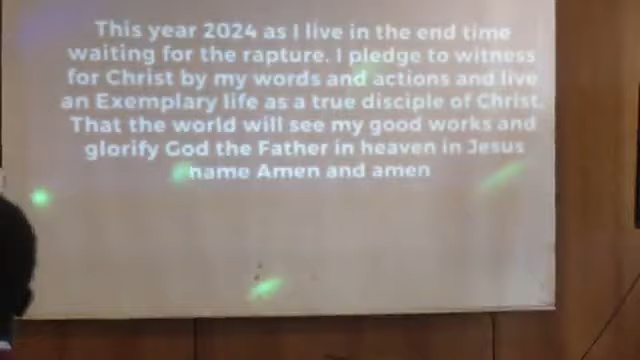 This year 2024 as I live in the end time
waiting for the rapture. I pledge to witness
for Christ by my words and actions and live
an Exemplary life as a true disciple of Christ.
That the world will see my good works and
glorify God the Father in heaven in Jesus
name Amen and amen